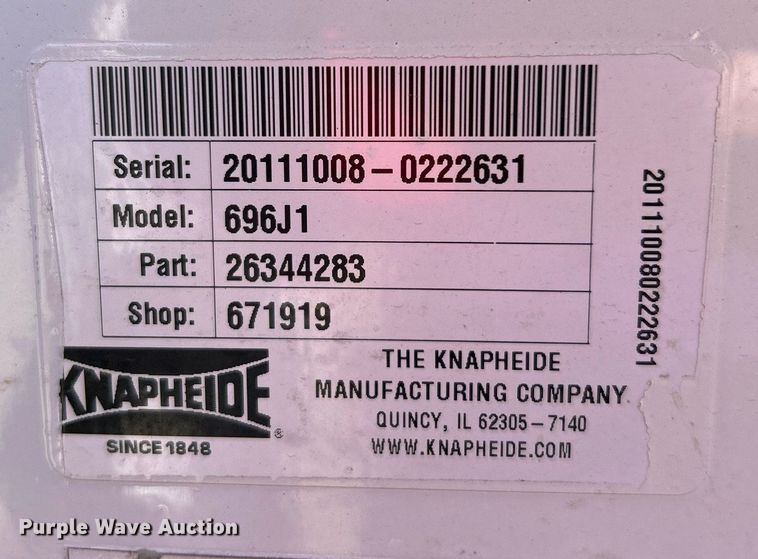 Serial: 20111008-0222631
Model: 696J1
Part: 26344283
Shop: 671919
201110080222631
KNAPHEIDE®
SINCE 1848
THE KNAPHEIDE
MANUFACTURING COMPANY
QUINCY, IL 62305-7140
WWW.KNAPHEIDE.COM
Purple Wave Auction